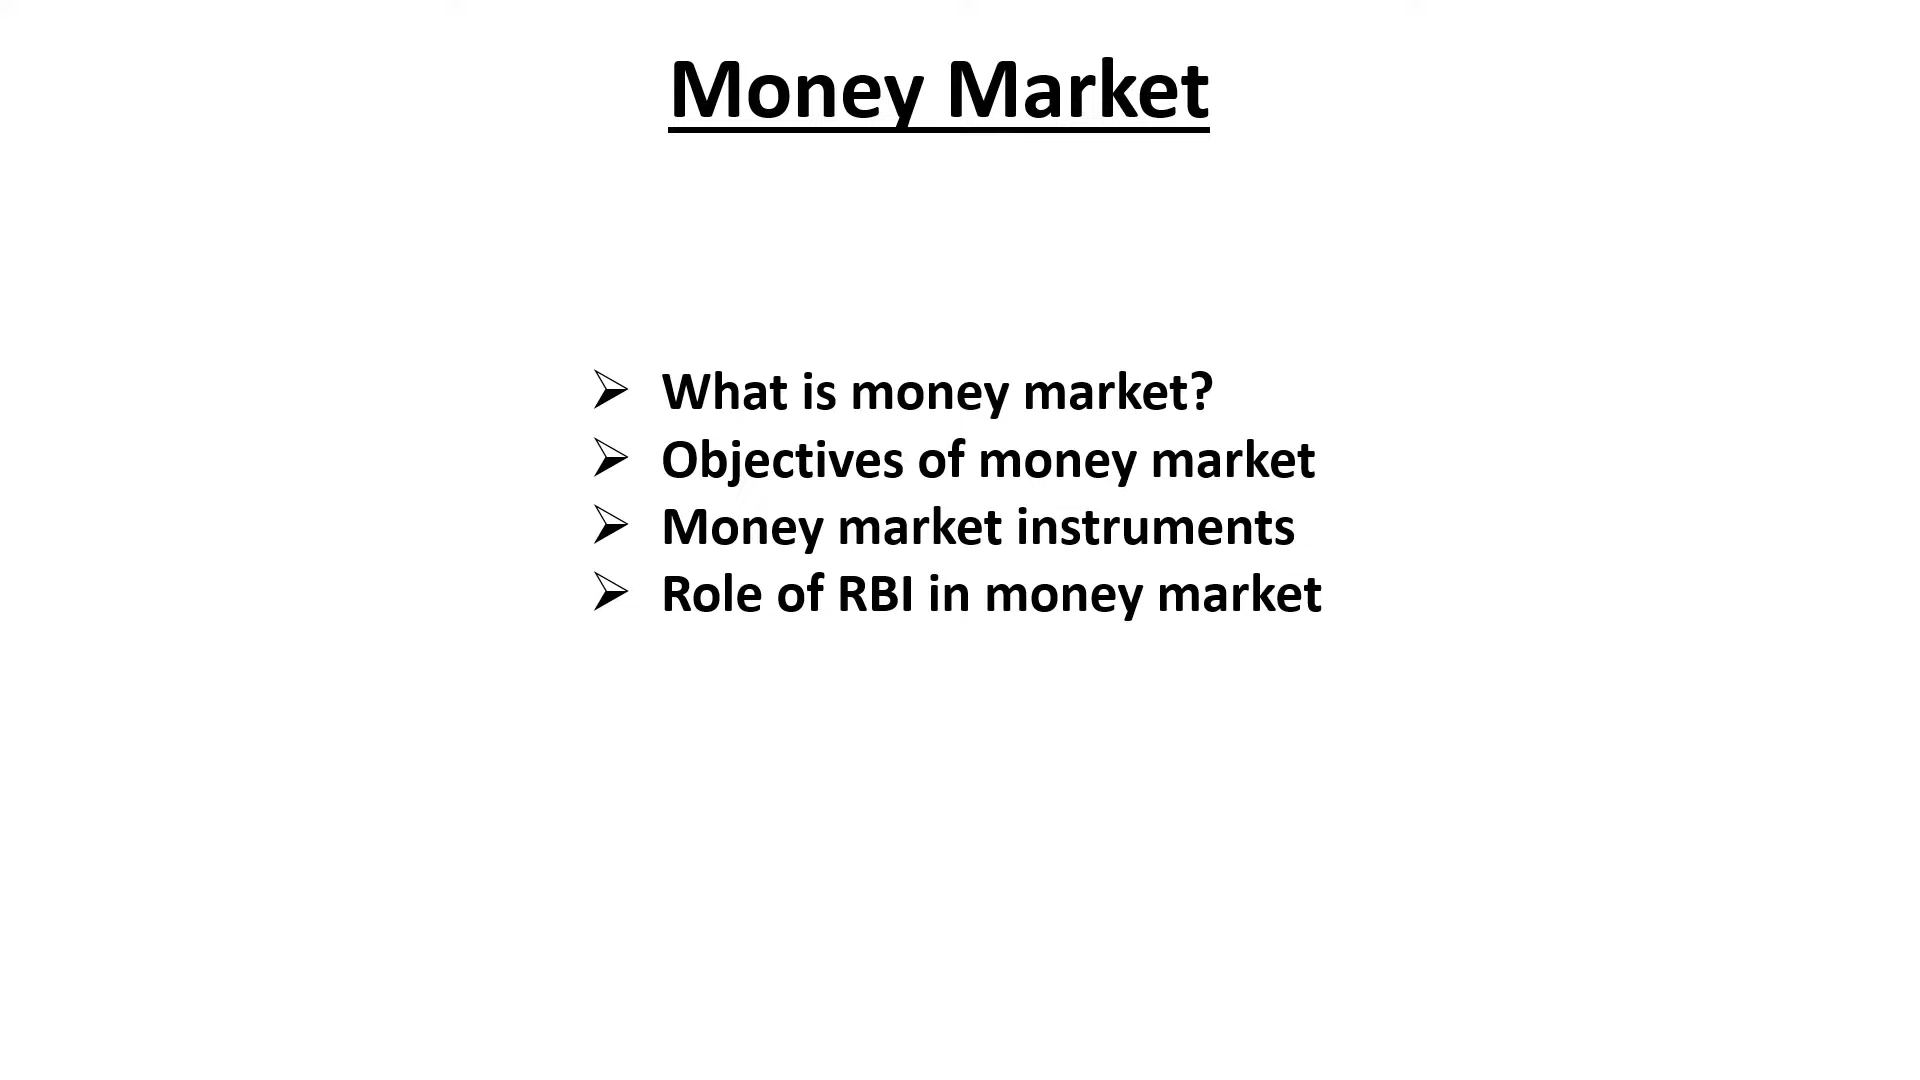 Money Market
➢ What is money market?
➢ Objectives of money market
➢ Money market instruments
➢ Role of RBI in money market